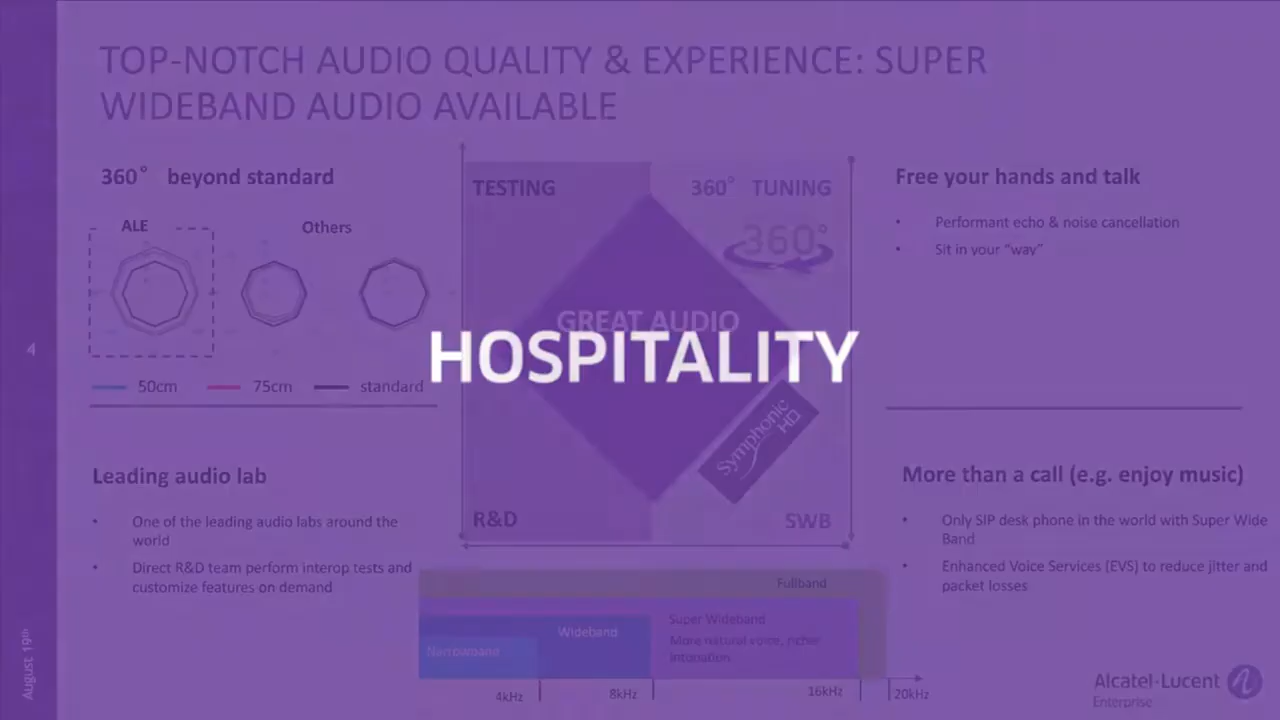 TOP-NOTCH AUDIO QUALITY & EXPERIENCE: SUPER
WIDEBAND AUDIO AVAILABLE
360° beyond standard
ALE
Others
50cm
75cm
standard
TESTING
360° TUNING
360°
GREAT AUDIO
HOSPITALITY
Symphonic
HD
R&D
SWB
Free your hands and talk
• Performant echo & noise cancellation
• Sit in your “way”
4
Leading audio lab
• One of the leading audio labs around the
world
• Direct R&D team perform interop tests and
customize features on demand
More than a call (e.g. enjoy music)
• Only SIP desk phone in the world with Super Wide
Band
• Enhanced Voice Services (EVS) to reduce jitter and
packet losses
Fullband
Super Wideband
More natural voice, richer
intonation
Wideband
Narrowband
4kHz
8kHz
16kHz
20kHz
August 19th
Alcatel·Lucent
Enterprise